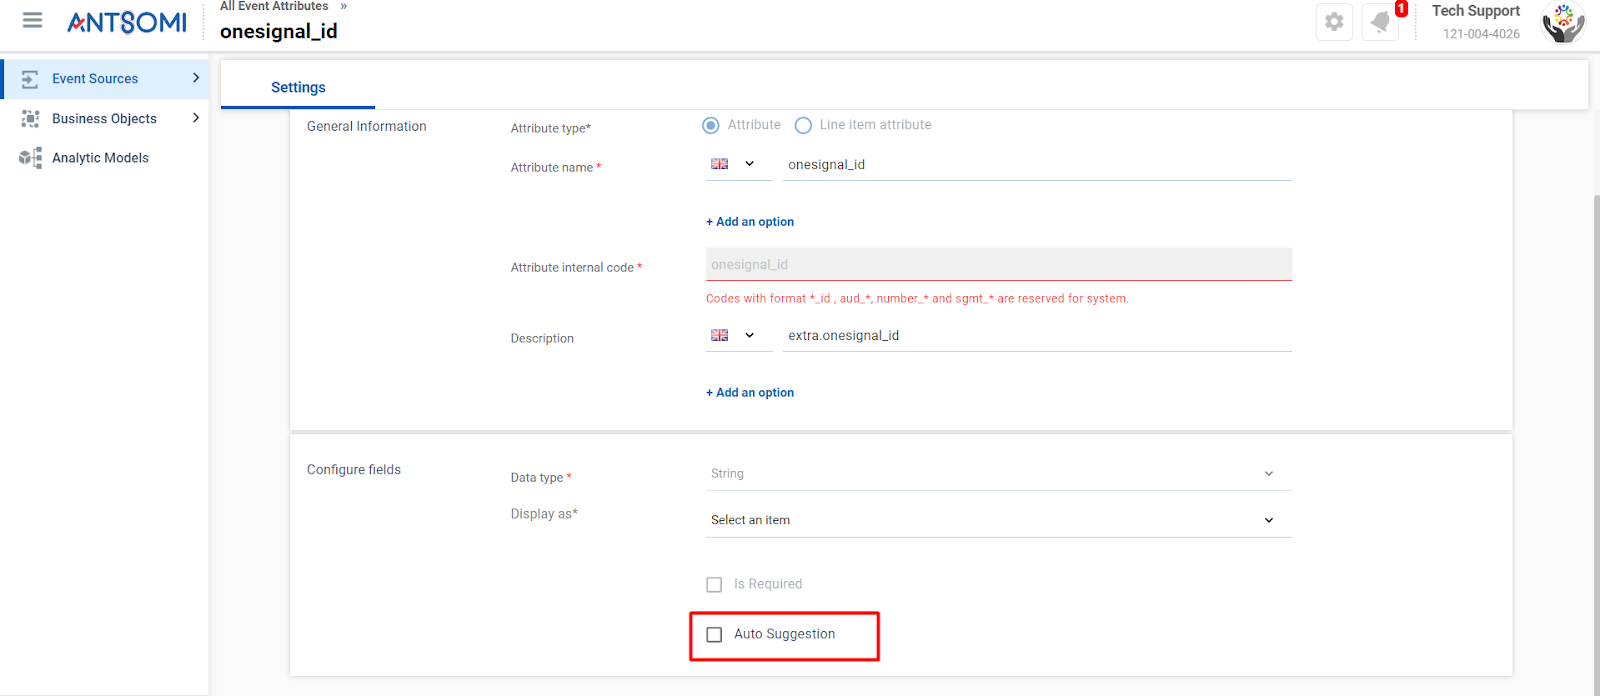 All Event Attributes »
ANTSOMI
onesignal_id
1
Tech Support
121-004-4026
Event Sources
Business Objects
Analytic Models
Settings
General Information
Attribute type*
Attribute
Line item attribute
Attribute name *
onesignal_id
+ Add an option
Attribute internal code *
onesignal_id
Codes with format *_id , aud_*, number_* and sgmt_* are reserved for system.
Description
extra.onesignal_id
+ Add an option
Configure fields
Data type *
String
Display as*
Select an item
Is Required
Auto Suggestion